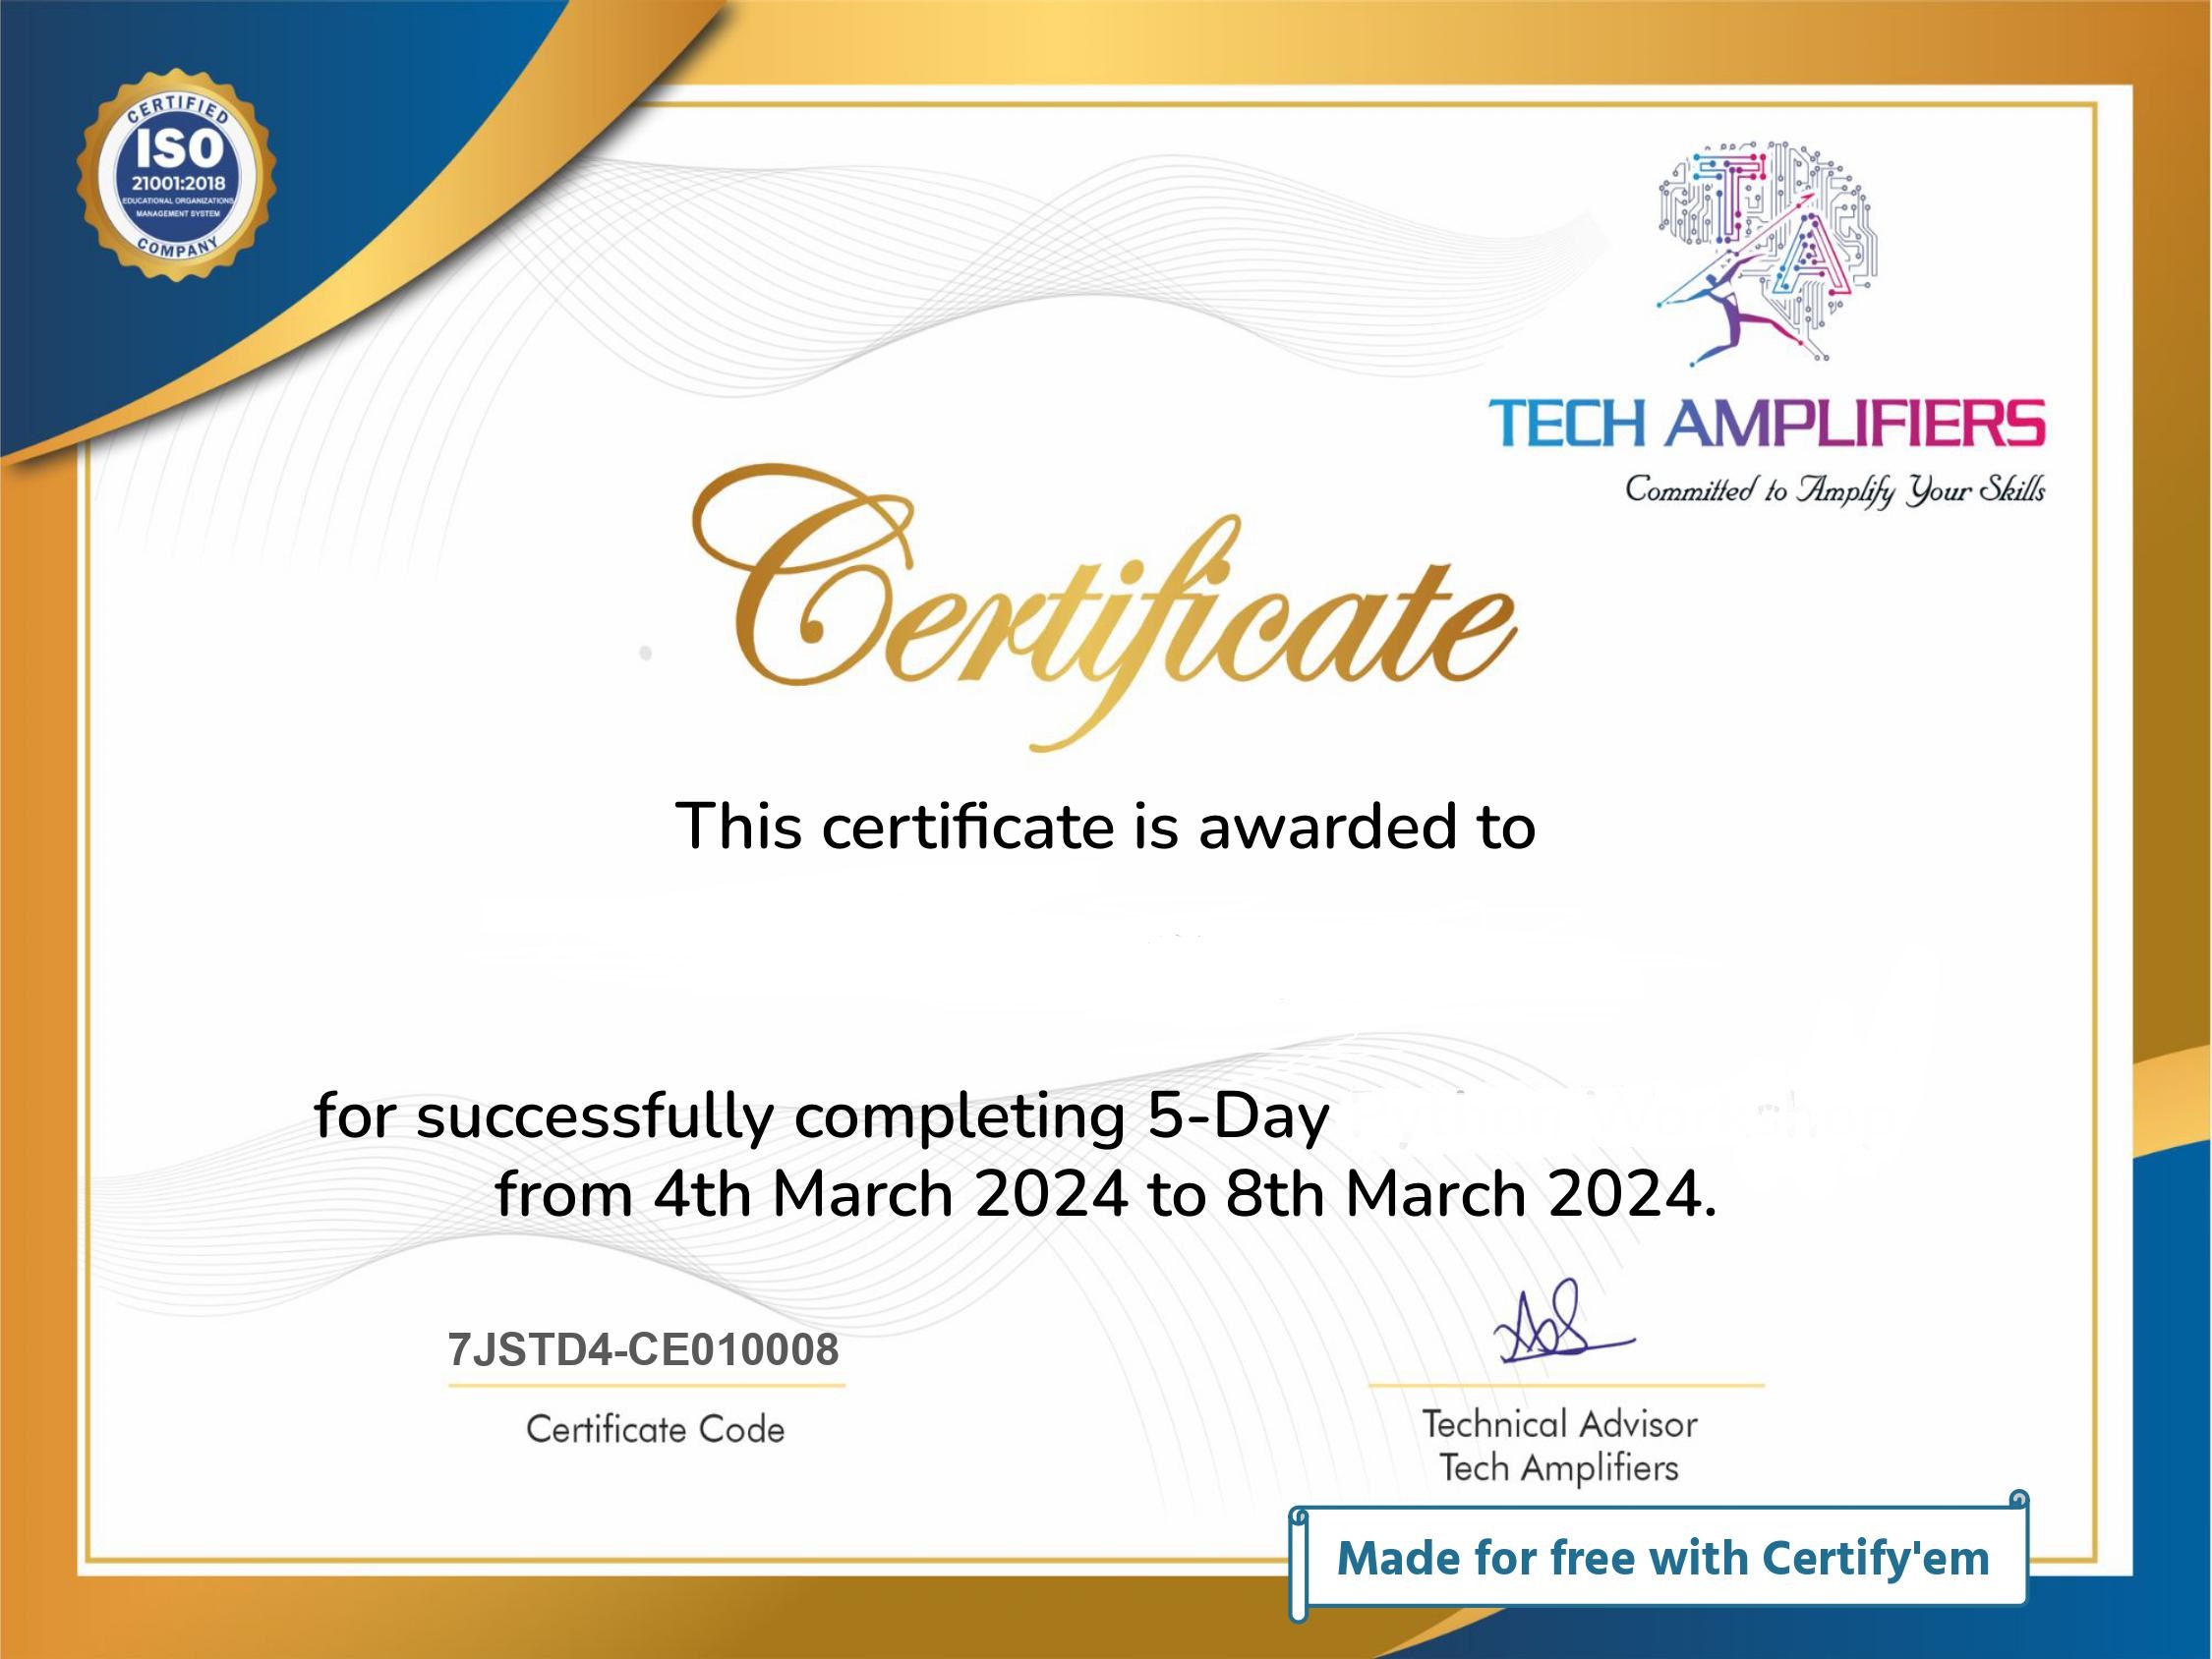 CERTIFIED
ISO
21001:2018
EDUCATIONAL ORGANIZATIONS
MANAGEMENT SYSTEM
COMPANY
TA
TECH AMPLIFIERS
Committed to Amplify Your Skills
Certificate
This certificate is awarded to
for successfully completing 5-Day
from 4th March 2024 to 8th March 2024.
7JSTD4-CE010008
Certificate Code
Technical Advisor
Tech Amplifiers
Made for free with Certify'em